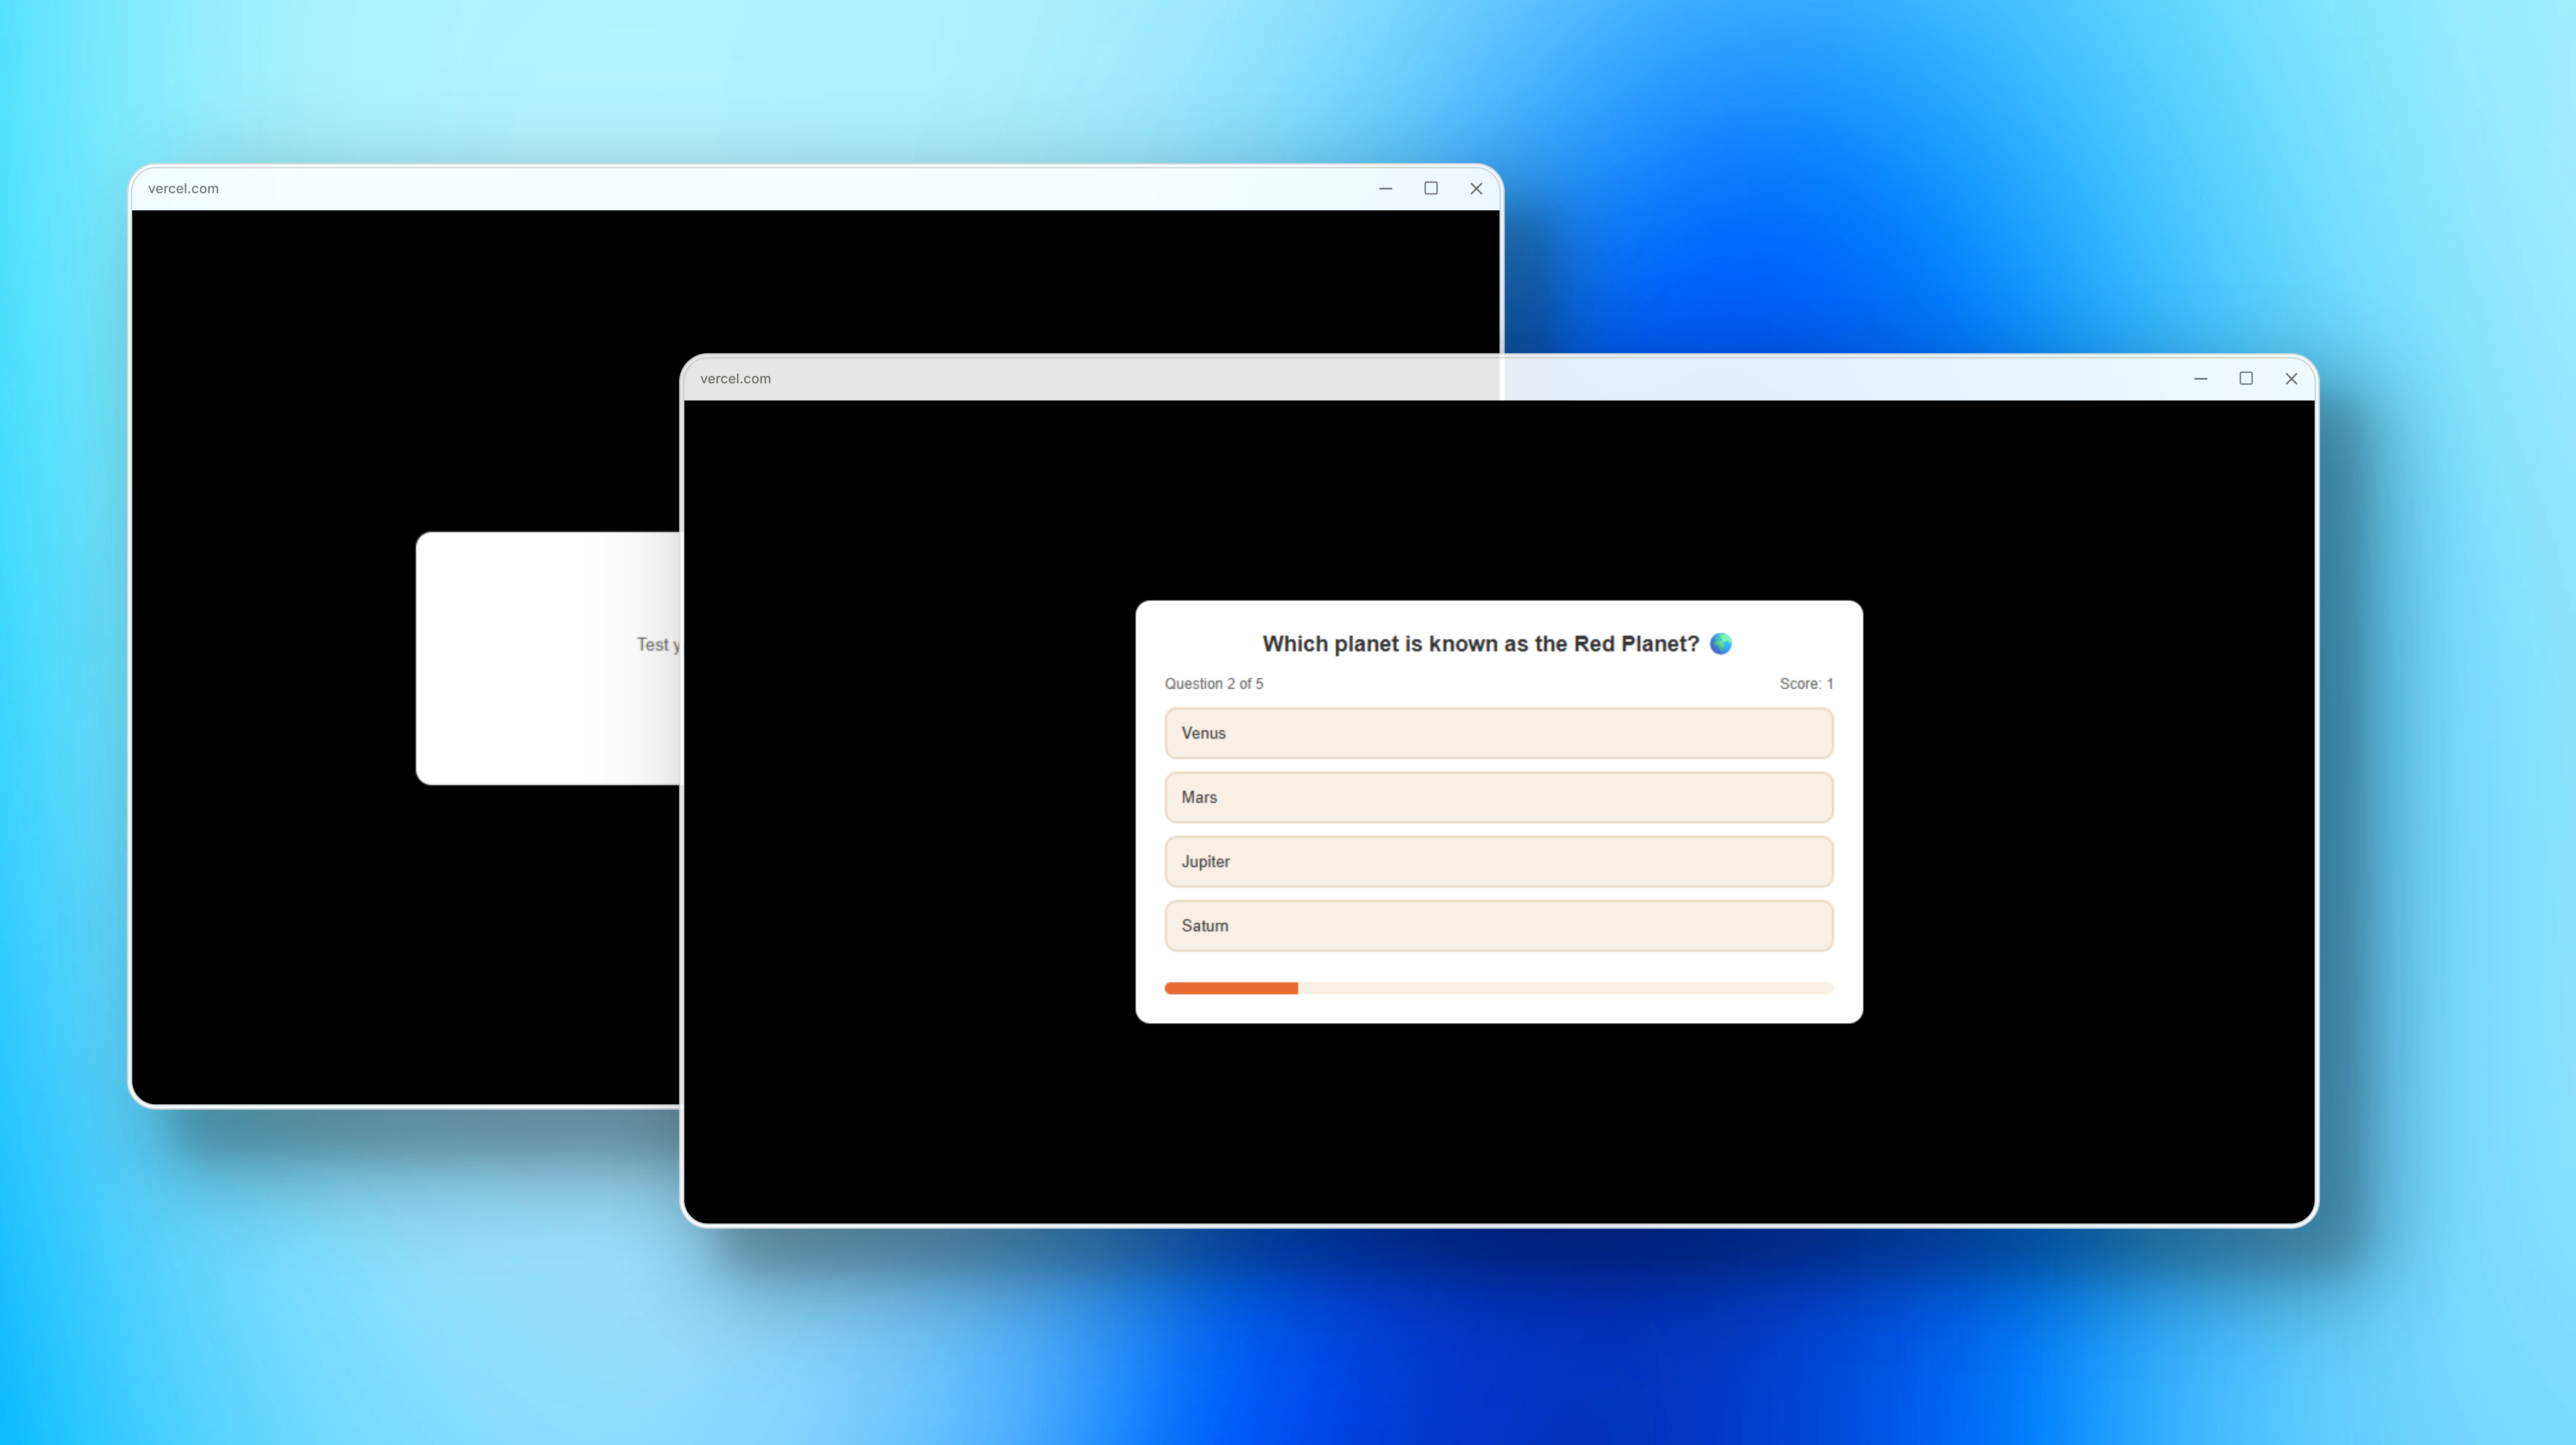 vercel.com
Test
vercel.com
Which planet is known as the Red Planet? 🌍
Question 2 of 5
Score: 1
Venus
Mars
Jupiter
Saturn